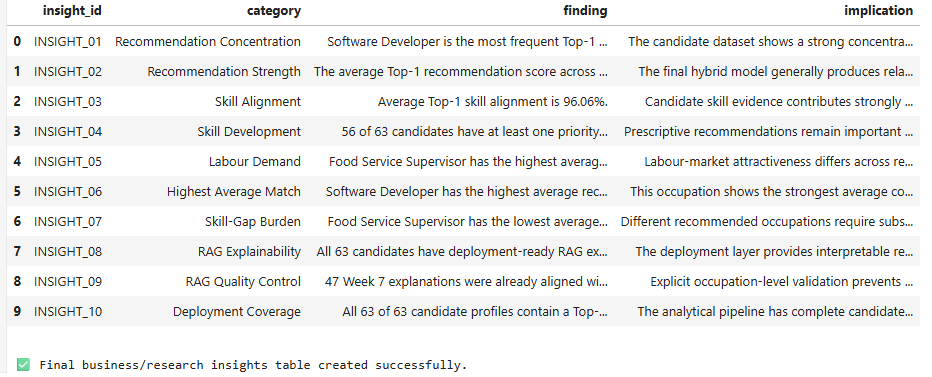 insight_id category finding implication
0 INSIGHT_01 Recommendation Concentration Software Developer is the most frequent Top-1 ... The candidate dataset shows a strong concentra...
1 INSIGHT_02 Recommendation Strength The average Top-1 recommendation score across ... The final hybrid model generally produces rela...
2 INSIGHT_03 Skill Alignment Average Top-1 skill alignment is 96.06%. Candidate skill evidence contributes strongly ...
3 INSIGHT_04 Skill Development 56 of 63 candidates have at least one priority... Prescriptive recommendations remain important ...
4 INSIGHT_05 Labour Demand Food Service Supervisor has the highest averag... Labour-market attractiveness differs across re...
5 INSIGHT_06 Highest Average Match Software Developer has the highest average rec... This occupation shows the strongest average co...
6 INSIGHT_07 Skill-Gap Burden Food Service Supervisor has the lowest average... Different recommended occupations require subs...
7 INSIGHT_08 RAG Explainability All 63 candidates have deployment-ready RAG ex... The deployment layer provides interpretable re...
8 INSIGHT_09 RAG Quality Control 47 Week 7 explanations were already aligned wi... Explicit occupation-level validation prevents ...
9 INSIGHT_10 Deployment Coverage All 63 of 63 candidate profiles contain a Top-... The analytical pipeline has complete candidate...
✅ Final business/research insights table created successfully.